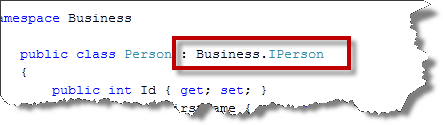 amespace Business
public class Person : Business.IPerson
{
public int Id { get; set; }